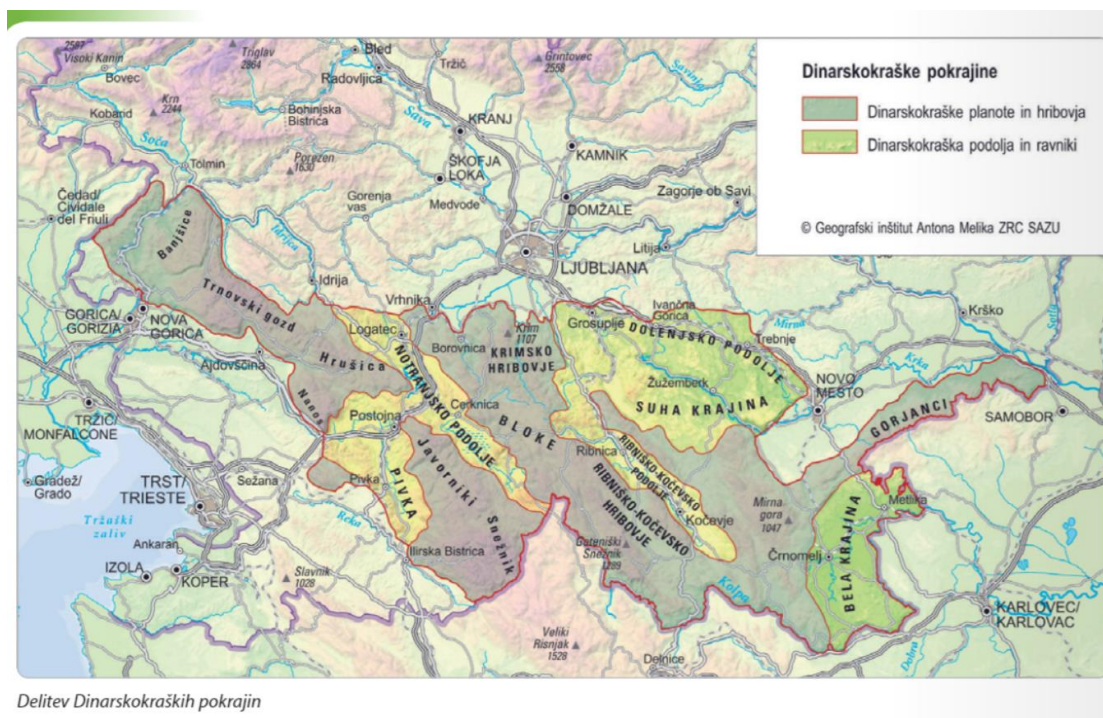 2587
Visoki Kanin
Triglav
2864
Bled
Tržič
Grintovec
2558
Savinja
Bovec
Radovljica
Krn
2244
Bohinjska
Bistrica
Sava
KRANJ
Kobarid
Soča
Tolmin
Porezen
1630
ŠKOFJA
LOKA
KAMNIK
Čedad/
Cividale
del Friuli
Gorenja
vas
Medvode
Zagorje ob Savi
DOMŽALE
Idrijca
Litija
Banjšice
Idrija
LJUBLJANA
Trnovski gozd
Vrhnika
GORICA/
GORIZIA
NOVA
GORICA
Logatec
Krim
1107
Borovnica
KRIMSKO
HRIBOVJE
Grosuplje
Ivančna
Gorica
DOLENJSKO PODOLJE
Mirna
Trebnje
Krško
Sotla
Krka
Ajdovščina
Hrušica
NOTRANJSKO PODOLJE
Žužemberk
SUHA KRAJINA
NOVO
MESTO
Nanos
Postojna
Cerknica
BLOKE
GORJANCI
SAMOBOR
TRŽIČ/
MONFALCONE
Gradež/
Grado
TRST/
TRIESTE
Sežana
Pivka
PIVKA
Javorniki
Snežnik
Ribnica
RIBNIŠKO-KOČEVSKO
PODOLJE
RIBNIŠKO-KOČEVSKO
HRIBOVJE
Kočevje
Mirna
gora
1047
Metlika
Tržaški
zaliv
Reka
Ankaran
IZOLA
KOPER
Ilirska Bistrica
Goteniški
Snežnik
1289
Črnomelj
BELA KRAJINA
Slavnik
1028
Kolpa
KARLOVEC/
KARLOVAC
Veliki
Risnjak
1528
Delnice
Dobra
Dinarskokraške pokrajine
Dinarskokraške planote in hribovja
Dinarskokraška podolja in ravniki
© Geografski inštitut Antona Melika ZRC SAZU
Delitev Dinarskokraških pokrajin